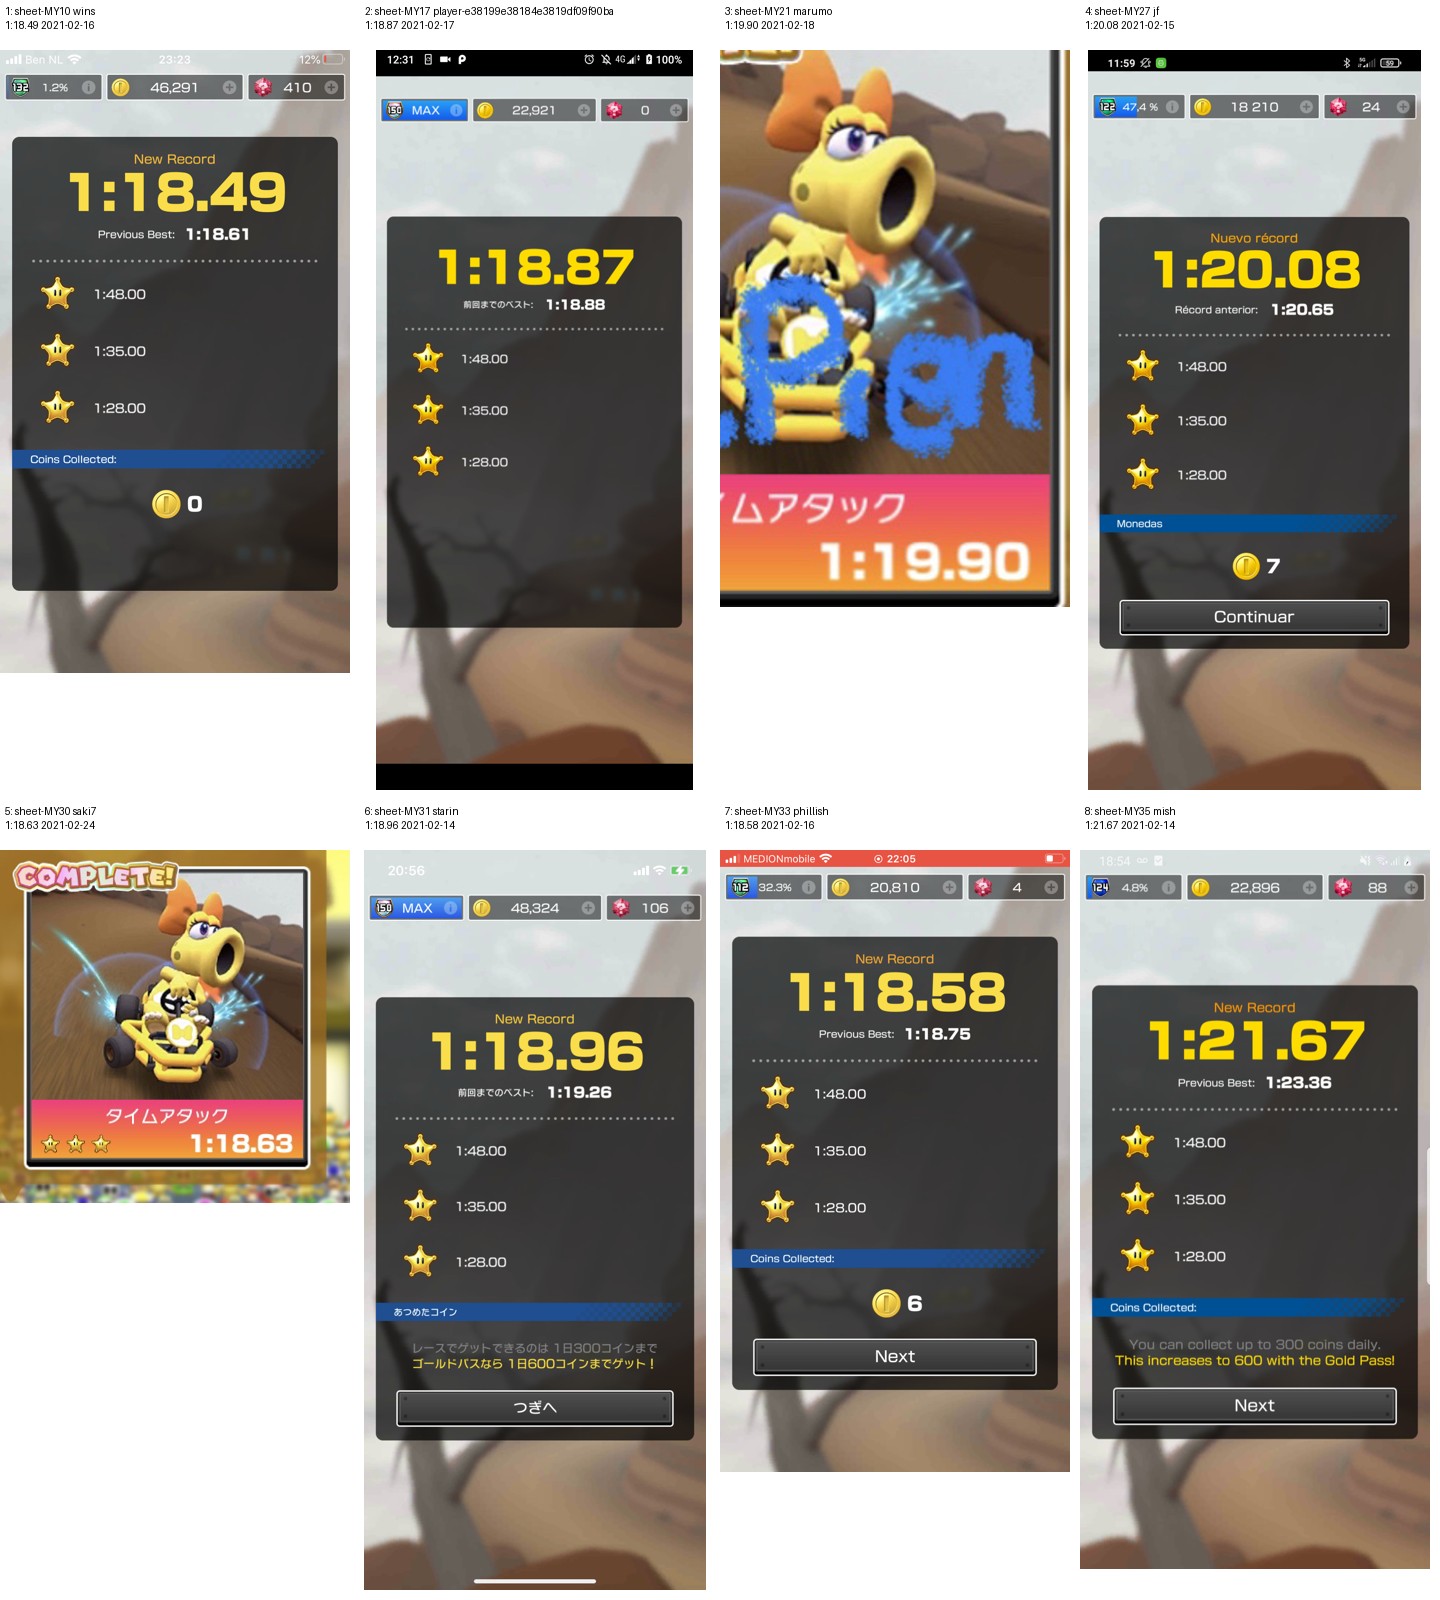 1: sheet-MY10 wins
1:18.49 2021-02-16
Ben NL
23:23
12%
132
1.2%
46,291
410
New Record
1:18.49
Previous Best: 1:18.61
1:48.00
1:35.00
1:28.00
Coins Collected:
0
2: sheet-MY17 player-e38199e38184e3819df09f90ba
1:18.87 2021-02-17
12:31
4G
100%
150
MAX
22,921
0
1:18.87
前回までのベスト: 1:18.88
1:48.00
1:35.00
1:28.00
3: sheet-MY21 marumo
1:19.90 2021-02-18
ムアタック
1:19.90
4: sheet-MY27 jf
1:20.08 2021-02-15
11:59
59
122
47,4 %
18 210
24
Nuevo récord
1:20.08
Récord anterior: 1:20.65
1:48.00
1:35.00
1:28.00
Monedas
7
Continuar
5: sheet-MY30 saki7
1:18.63 2021-02-24
COMPLETE!
タイムアタック
1:18.63
6: sheet-MY31 starin
1:18.96 2021-02-14
20:56
150
MAX
48,324
106
New Record
1:18.96
前回までのベスト: 1:19.26
1:48.00
1:35.00
1:28.00
あつめたコイン
レースでゲットできるのは 1日300コインまで
ゴールドパスなら 1日600コインまでゲット！
つぎへ
7: sheet-MY33 phillish
1:18.58 2021-02-16
MEDIONmobile
22:05
112
32.3%
20,810
4
New Record
1:18.58
Previous Best: 1:18.75
1:48.00
1:35.00
1:28.00
Coins Collected:
6
Next
8: sheet-MY35 mish
1:21.67 2021-02-14
18:54
124
4.8%
22,896
88
New Record
1:21.67
Previous Best: 1:23.36
1:48.00
1:35.00
1:28.00
Coins Collected:
You can collect up to 300 coins daily.
This increases to 600 with the Gold Pass!
Next